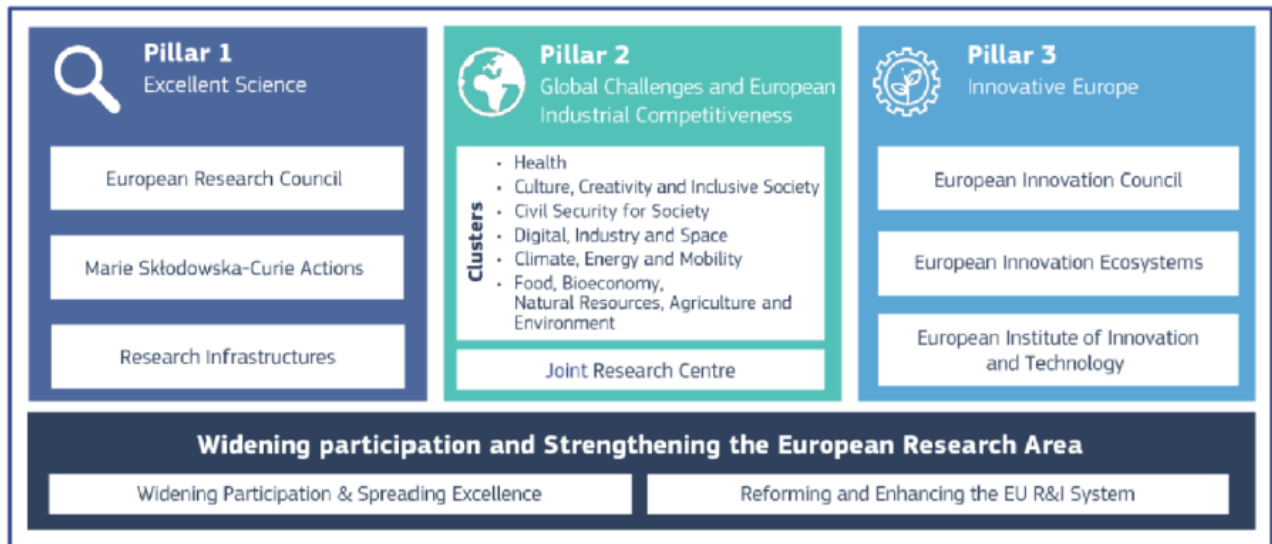 Pillar 1
Excellent Science
European Research Council
Marie Skłodowska-Curie Actions
Research Infrastructures
Pillar 2
Global Challenges and European
Industrial Competitiveness
Clusters
• Health
• Culture, Creativity and Inclusive Society
• Civil Security for Society
• Digital, Industry and Space
• Climate, Energy and Mobility
• Food, Bioeconomy,
Natural Resources, Agriculture and
Environment
Joint Research Centre
Pillar 3
Innovative Europe
European Innovation Council
European Innovation Ecosystems
European Institute of Innovation
and Technology
Widening participation and Strengthening the European Research Area
Widening Participation & Spreading Excellence
Reforming and Enhancing the EU R&I System